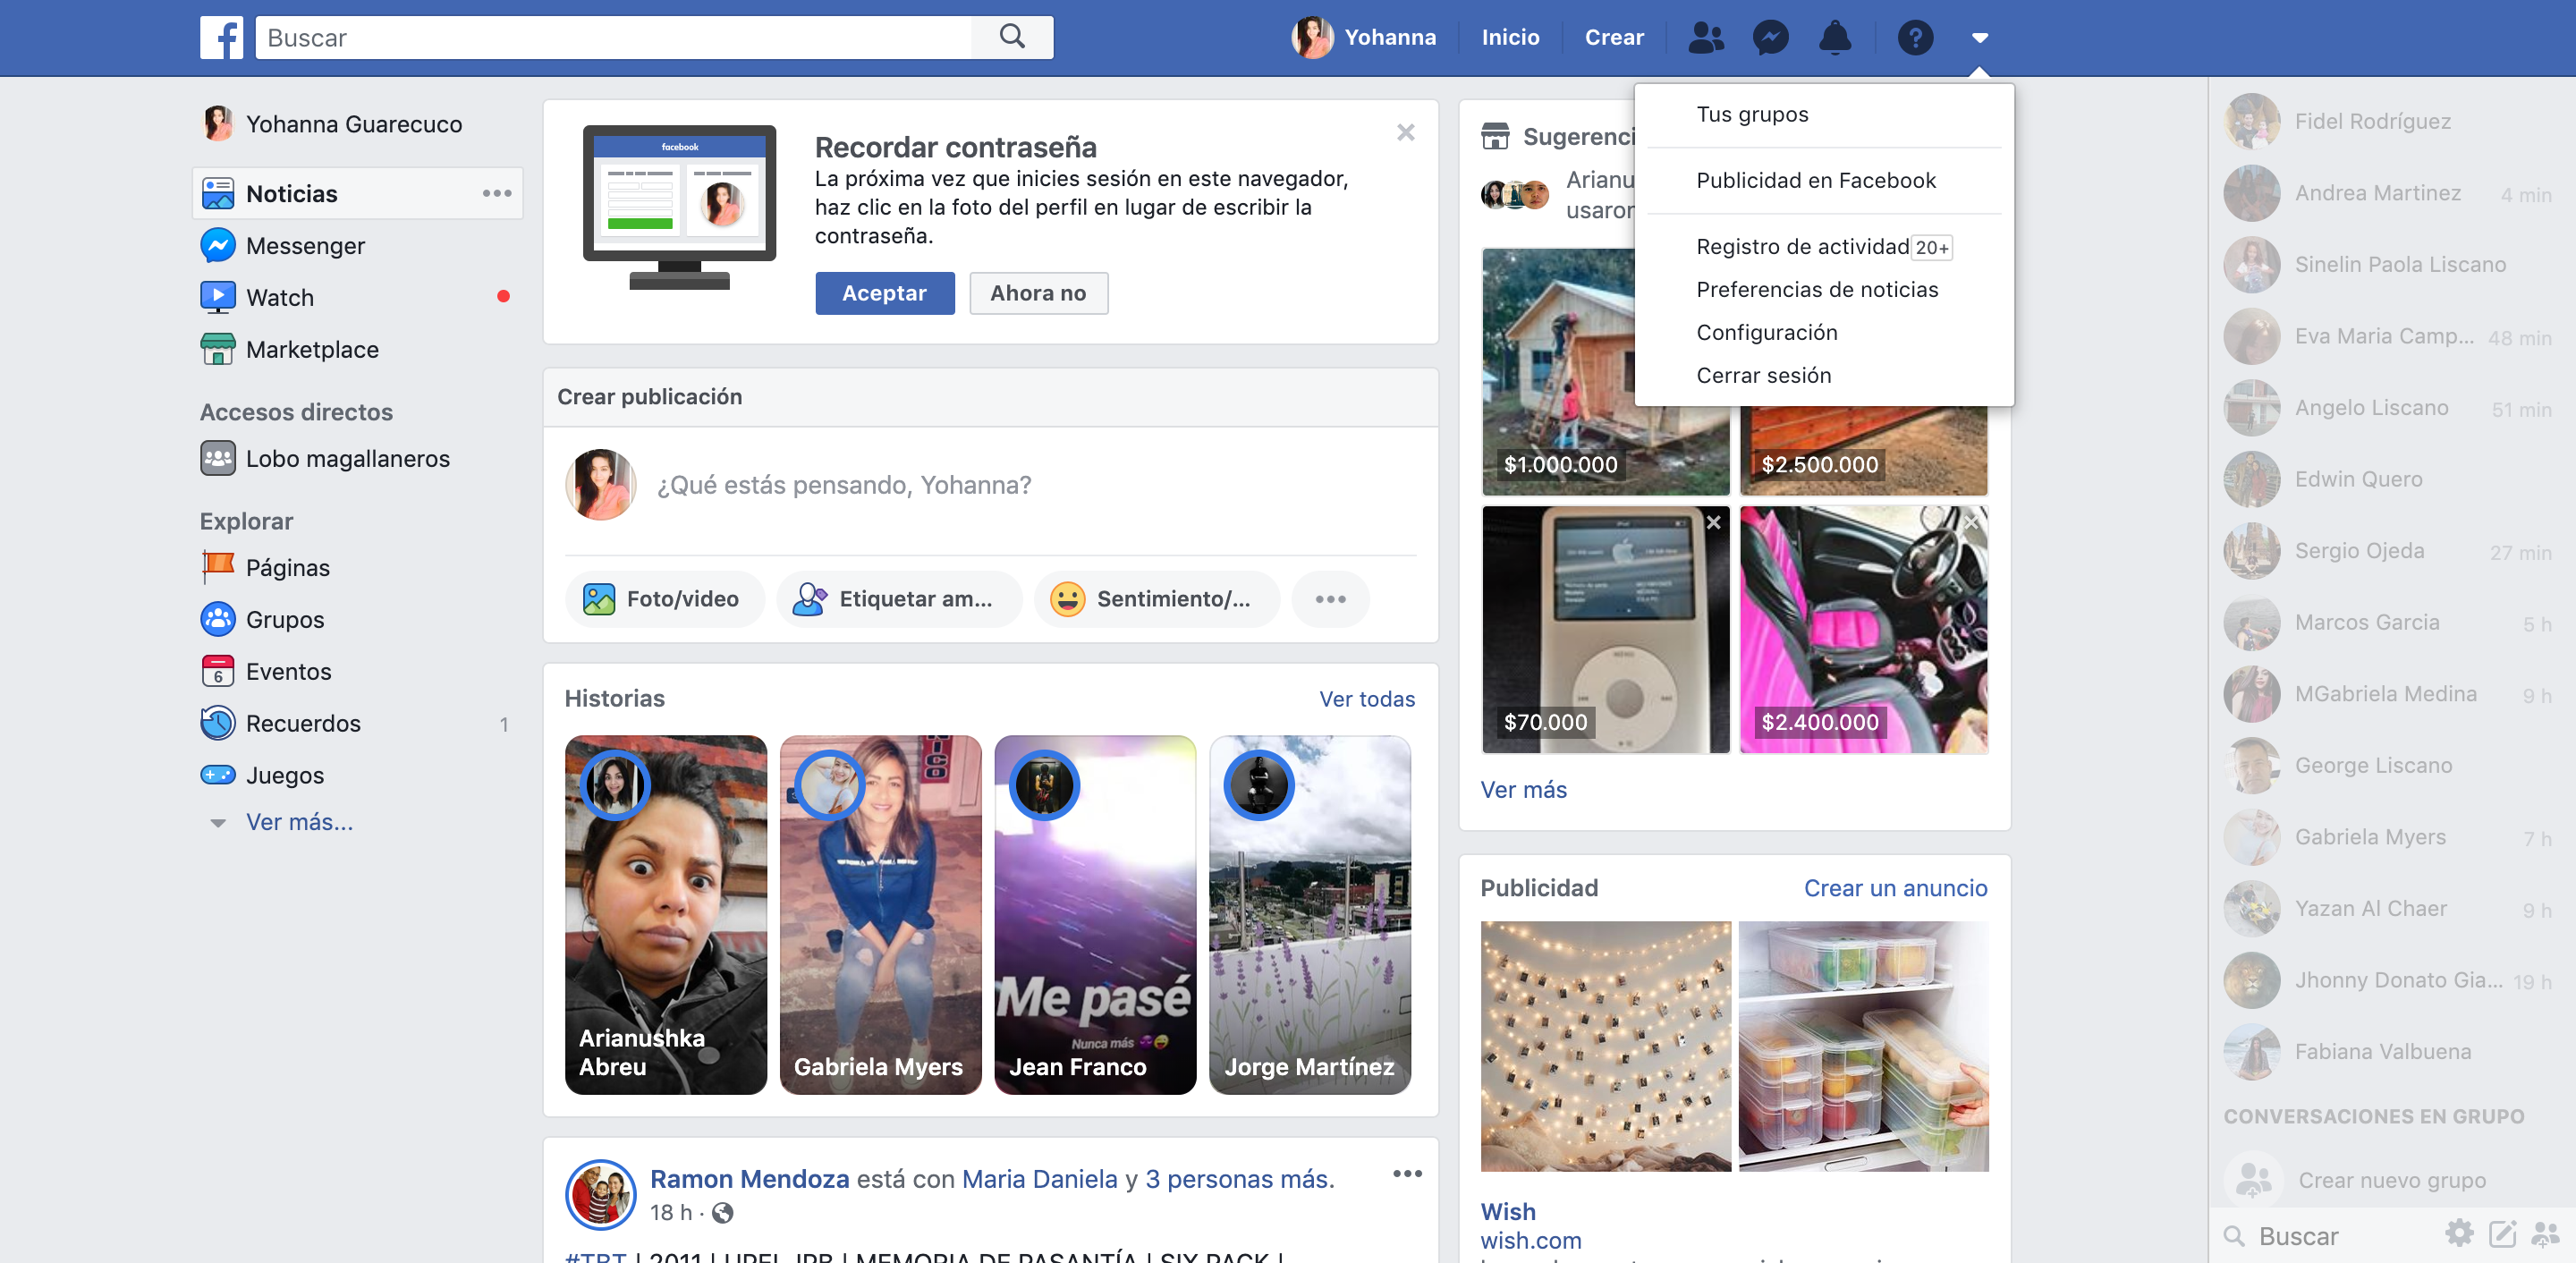 Buscar
Yohanna
Inicio
Crear
Yohanna Guarecuco
Noticias
Messenger
Watch
Marketplace
Accesos directos
Lobo magallaneros
Explorar
Páginas
Grupos
6
Eventos
Recuerdos
1
Juegos
Ver más...
facebook
Recordar contraseña
La próxima vez que inicies sesión en este navegador,
haz clic en la foto del perfil en lugar de escribir la
contraseña.
Aceptar
Ahora no
Crear publicación
¿Qué estás pensando, Yohanna?
Foto/video
Etiquetar am...
Sentimiento/...
Historias
Ver todas
Arianushka
Abreu
Gabriela Myers
Me pasé
Nunca más
Jean Franco
Jorge Martínez
Ramon Mendoza está con Maria Daniela y 3 personas más.
18 h ·
#TBT | 2011 | UPEL IPB | MEMORIA DE PASANTÍA | SIX PACK |
Tus grupos
Publicidad en Facebook
Registro de actividad 20+
Preferencias de noticias
Configuración
Cerrar sesión
$1.000.000
$2.500.000
$70.000
$2.400.000
Ver más
Publicidad
Crear un anuncio
Wish
wish.com
Fidel Rodríguez
Andrea Martinez 4 min
Sinelin Paola Liscano
Eva Maria Camp... 48 min
Angelo Liscano 51 min
Edwin Quero
Sergio Ojeda 27 min
Marcos Garcia 5 h
MGabriela Medina 9 h
George Liscano
Gabriela Myers 7 h
Yazan Al Chaer 9 h
Jhonny Donato Gia... 19 h
Fabiana Valbuena
CONVERSACIONES EN GRUPO
Crear nuevo grupo
Buscar